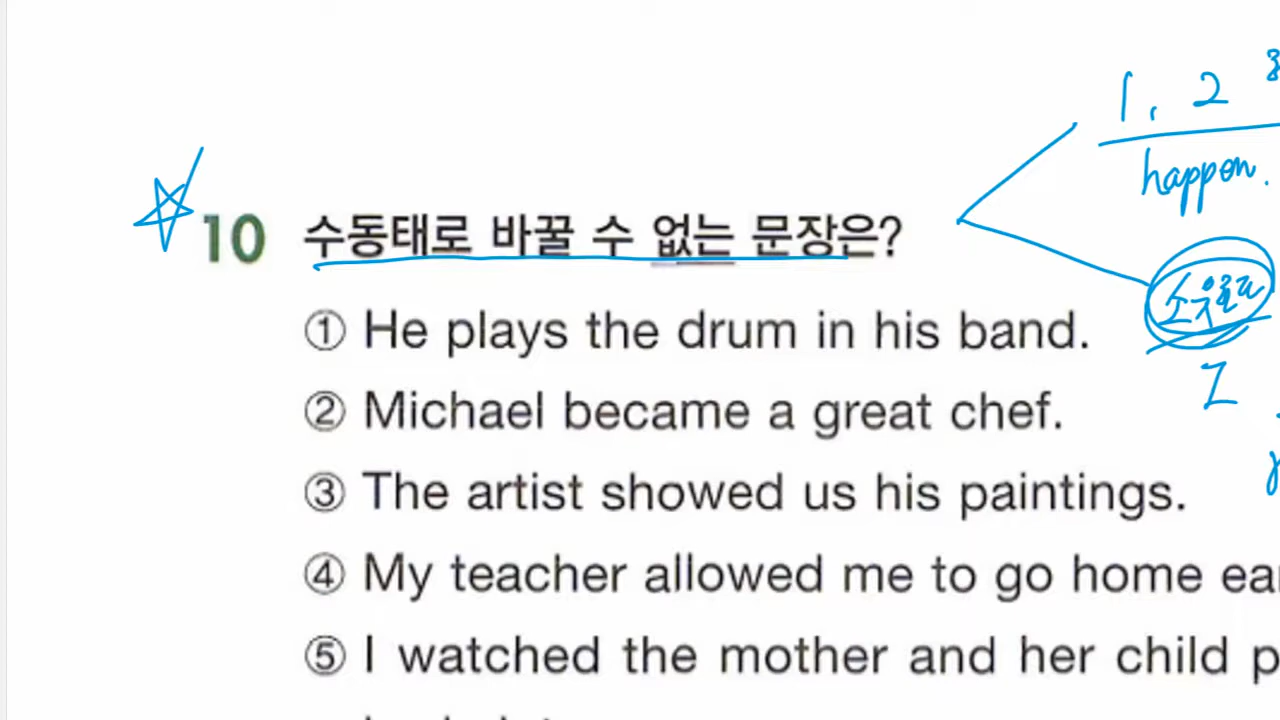 1, 2
happen.
10 수동태로 바꿀 수 없는 문장은?
① He plays the drum in his band.
② Michael became a great chef.
③ The artist showed us his paintings.
④ My teacher allowed me to go home
⑤ I watched the mother and her child